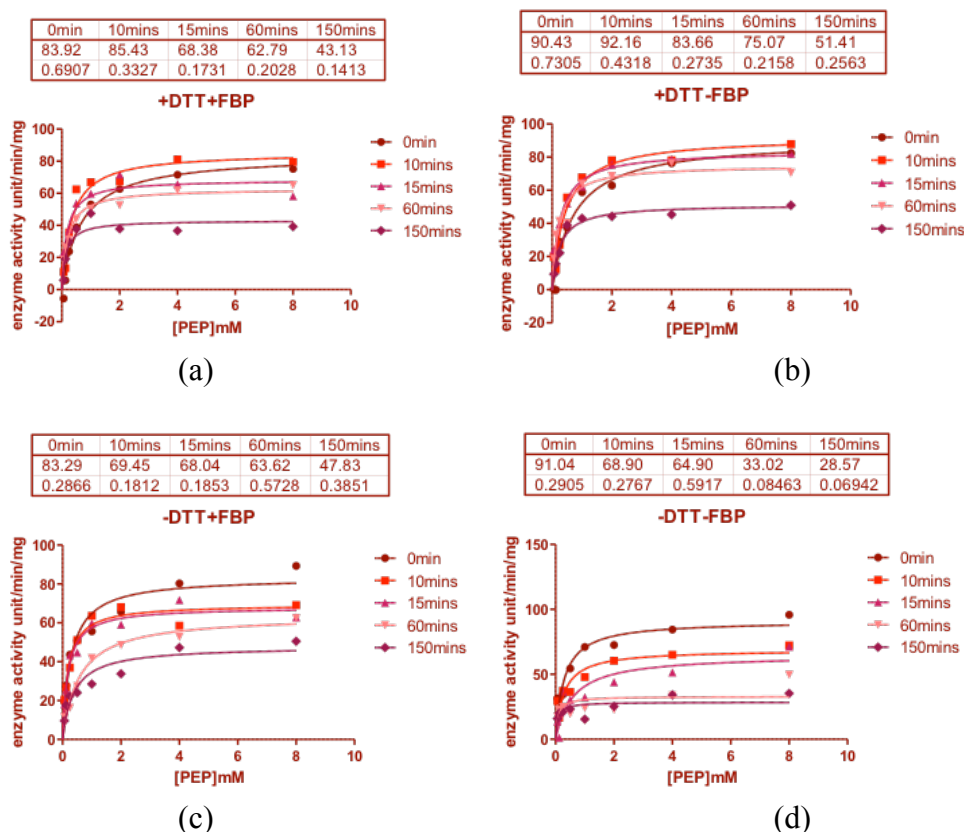 0min 10mins 15mins 60mins 150mins
83.92 85.43 68.38 62.79 43.13
0.6907 0.3327 0.1731 0.2028 0.1413
+DTT+FBP
enzyme activity unit/min/mg
100
80
60
40
20
0
-20
0 2 4 6 8 10
[PEP]mM
0min
10mins
15mins
60mins
150mins
(a)
0min 10mins 15mins 60mins 150mins
90.43 92.16 83.66 75.07 51.41
0.7305 0.4318 0.2735 0.2158 0.2563
+DTT-FBP
enzyme activity unit/min/mg
100
80
60
40
20
0
-20
2 4 6 8 10
[PEP]mM
0min
10mins
15mins
60mins
150mins
(b)
0min 10mins 15mins 60mins 150mins
83.29 69.45 68.04 63.62 47.83
0.2866 0.1812 0.1853 0.5728 0.3851
-DTT+FBP
enzyme activity unit/min/mg
100
80
60
40
20
0
0 2 4 6 8 10
[PEP]mM
0min
10mins
15mins
60mins
150mins
(c)
0min 10mins 15mins 60mins 150mins
91.04 68.90 64.90 33.02 28.57
0.2905 0.2767 0.5917 0.08463 0.06942
-DTT-FBP
enzyme activity unit/min/mg
150
100
50
0
0 2 4 6 8 10
[PEP]mM
0min
10mins
15mins
60mins
150mins
(d)